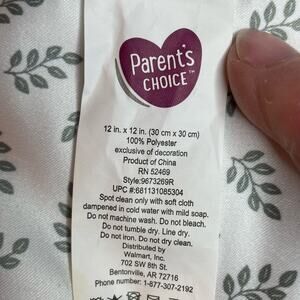 Parent's
CHOICE™
12 in. x 12 in. (30 cm x 30 cm)
100% Polyester
exclusive of decoration
Product of China
RN 52469
Style:9673269R
UPC #:681131085304
Spot clean only with soft cloth
dampened in cold water with mild soap.
Do not machine wash. Do not bleach.
Do not tumble dry. Line dry.
Do not iron. Do not dry clean.
Distributed by
Walmart, Inc.
702 SW 8th St.
Bentonville, AR 72716
Phone number: 1-877-307-2192